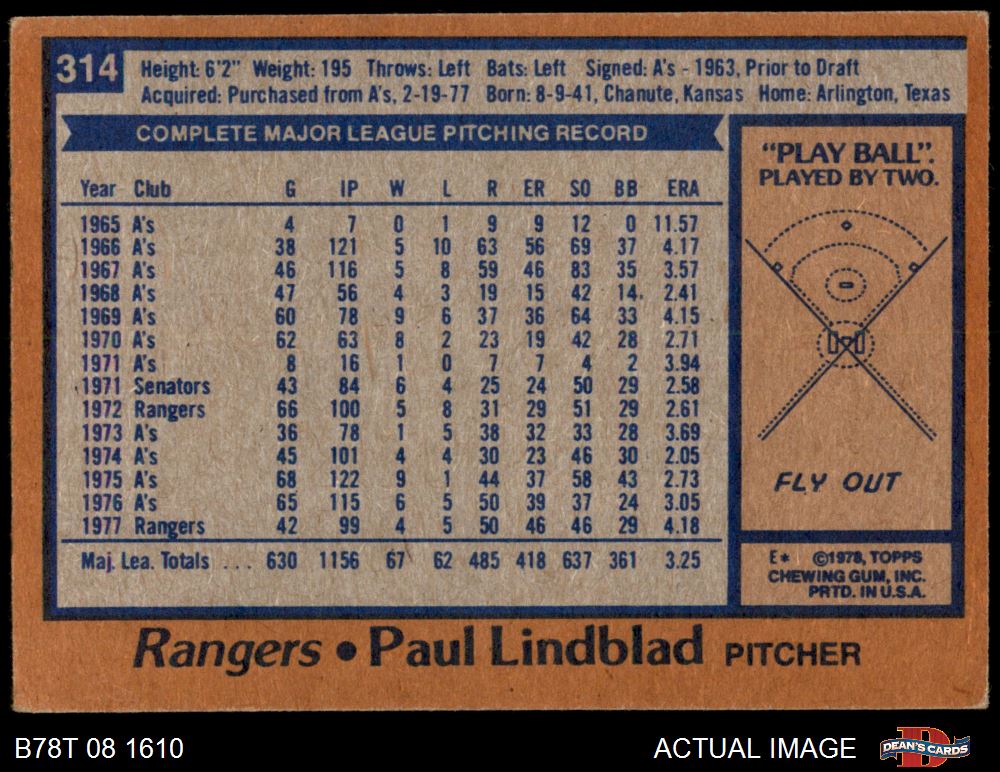 314
Height: 6'2" Weight: 195 Throws: Left Bats: Left Signed: A's - 1963, Prior to Draft
Acquired: Purchased from A's, 2-19-77 Born: 8-9-41, Chanute, Kansas Home: Arlington, Texas
COMPLETE MAJOR LEAGUE PITCHING RECORD
Year Club G IP W L R ER SO BB ERA
1965 A's 4 7 0 1 9 9 12 0 11.57
1966 A's 38 121 5 10 63 56 69 37 4.17
1967 A's 46 116 5 8 59 46 83 35 3.57
1968 A's 47 56 4 3 19 15 42 14 2.41
1969 A's 60 78 9 6 37 36 64 33 4.15
1970 A's 62 63 8 2 23 19 42 28 2.71
1971 A's 8 16 1 0 7 7 4 2 3.94
1971 Senators 43 84 6 4 25 24 50 29 2.58
1972 Rangers 66 100 5 8 31 29 51 29 2.61
1973 A's 36 78 1 5 38 32 33 28 3.69
1974 A's 45 101 4 4 30 23 46 30 2.05
1975 A's 68 122 9 1 44 37 58 43 2.73
1976 A's 65 115 6 5 50 39 37 24 3.05
1977 Rangers 42 99 4 5 50 46 46 29 4.18
Maj. Lea. Totals ... 630 1156 67 62 485 418 637 361 3.25
"PLAY BALL".
PLAYED BY TWO.
FLY OUT
E* ©1978, TOPPS
CHEWING GUM, INC.
PRTD. IN U.S.A.
Rangers • Paul Lindblad PITCHER
B78T 08 1610
ACTUAL IMAGE
DEAN'S CARDS